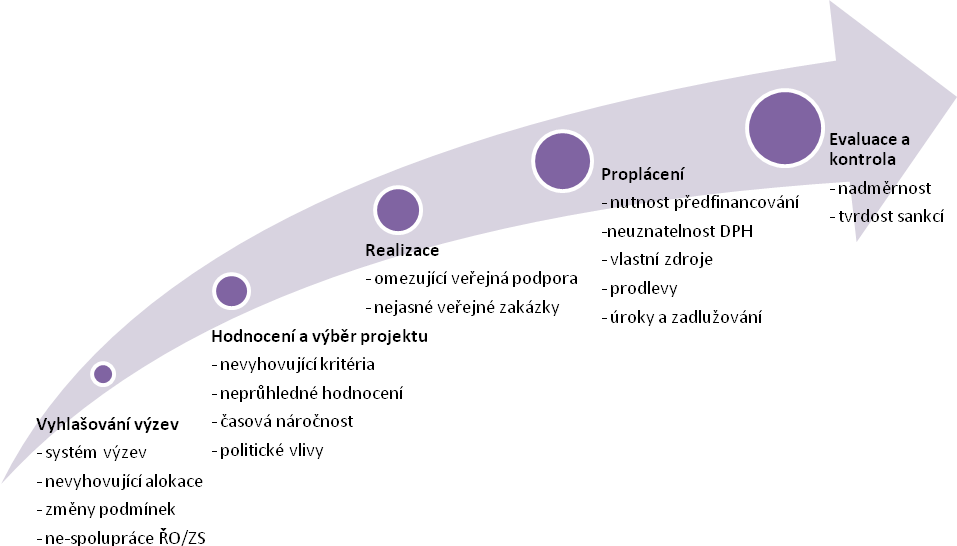 Vyhlašování výzev
- systém výzev
- nevyhovující alokace
- změny podmínek
- ne-spolupráce ŘO/ZS
Hodnocení a výběr projektu
- nevyhovující kritéria
- neprůhledné hodnocení
- časová náročnost
- politické vlivy
Realizace
- omezující veřejná podpora
- nejasné veřejné zakázky
Proplácení
- nutnost předfinancování
-neuznatelnost DPH
- vlastní zdroje
- prodlevy
- úroky a zadlužování
Evaluace a
kontrola
- nadměrnost
- tvrdost sankcí